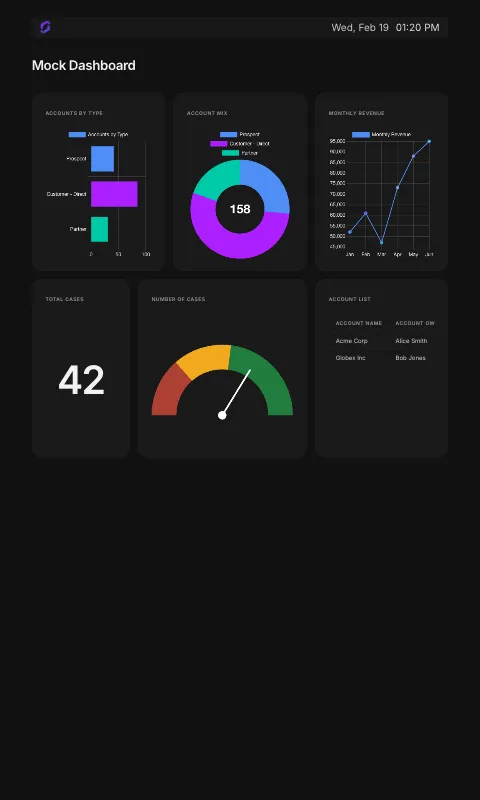 Wed, Feb 19 01:20 PM
Mock Dashboard
ACCOUNTS BY TYPE
Accounts by Type
Prospect
Customer - Direct
Partner
0 50 100
ACCOUNT MIX
Prospect
Customer - Direct
Partner
158
MONTHLY REVENUE
Monthly Revenue
95,000
90,000
85,000
80,000
75,000
70,000
65,000
60,000
55,000
50,000
45,000
Jan Feb Mar Apr May Jun
TOTAL CASES
42
NUMBER OF CASES
ACCOUNT LIST
ACCOUNT NAME ACCOUNT OW
Acme Corp Alice Smith
Globex Inc Bob Jones